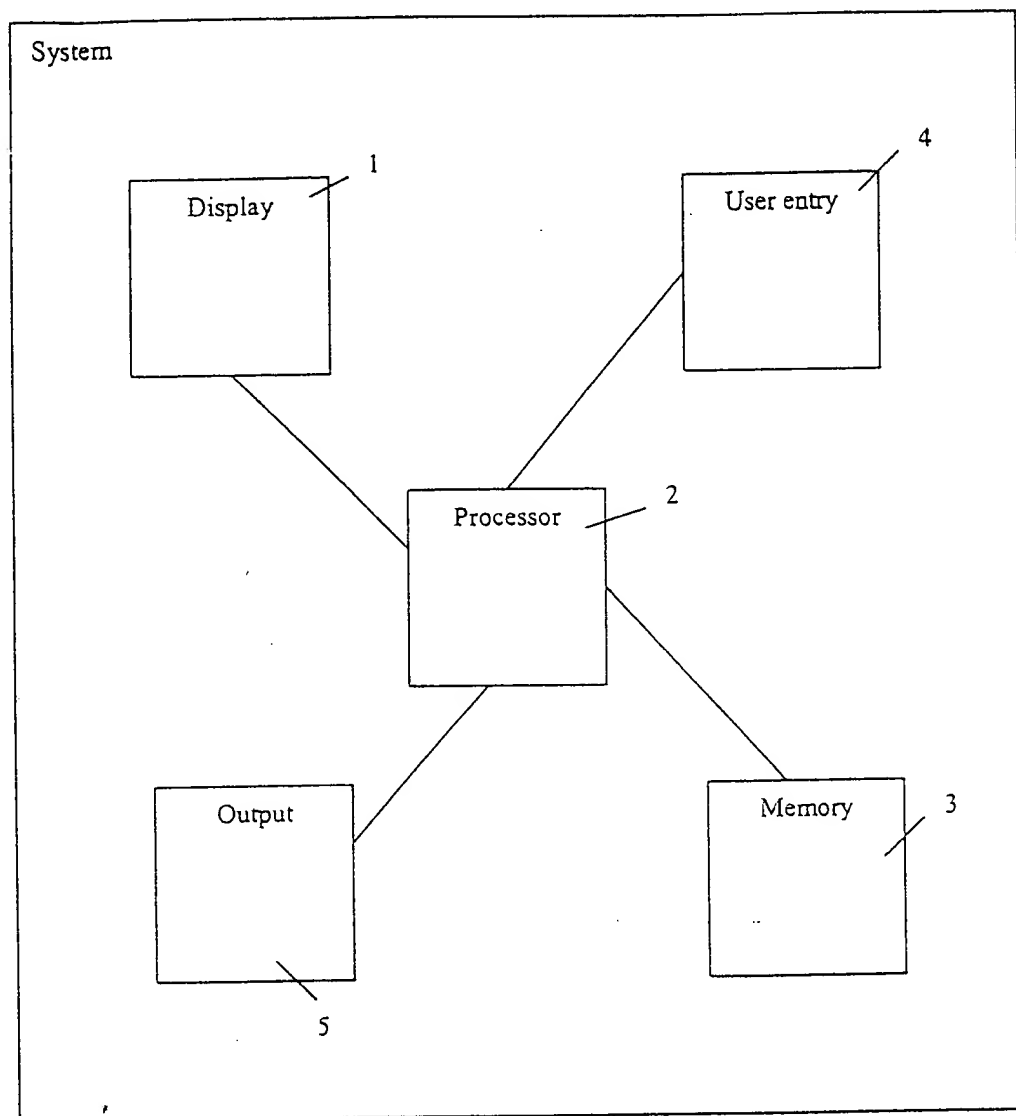 System
1
4
Display
User entry
2
Processor
Output
Memory
3
5